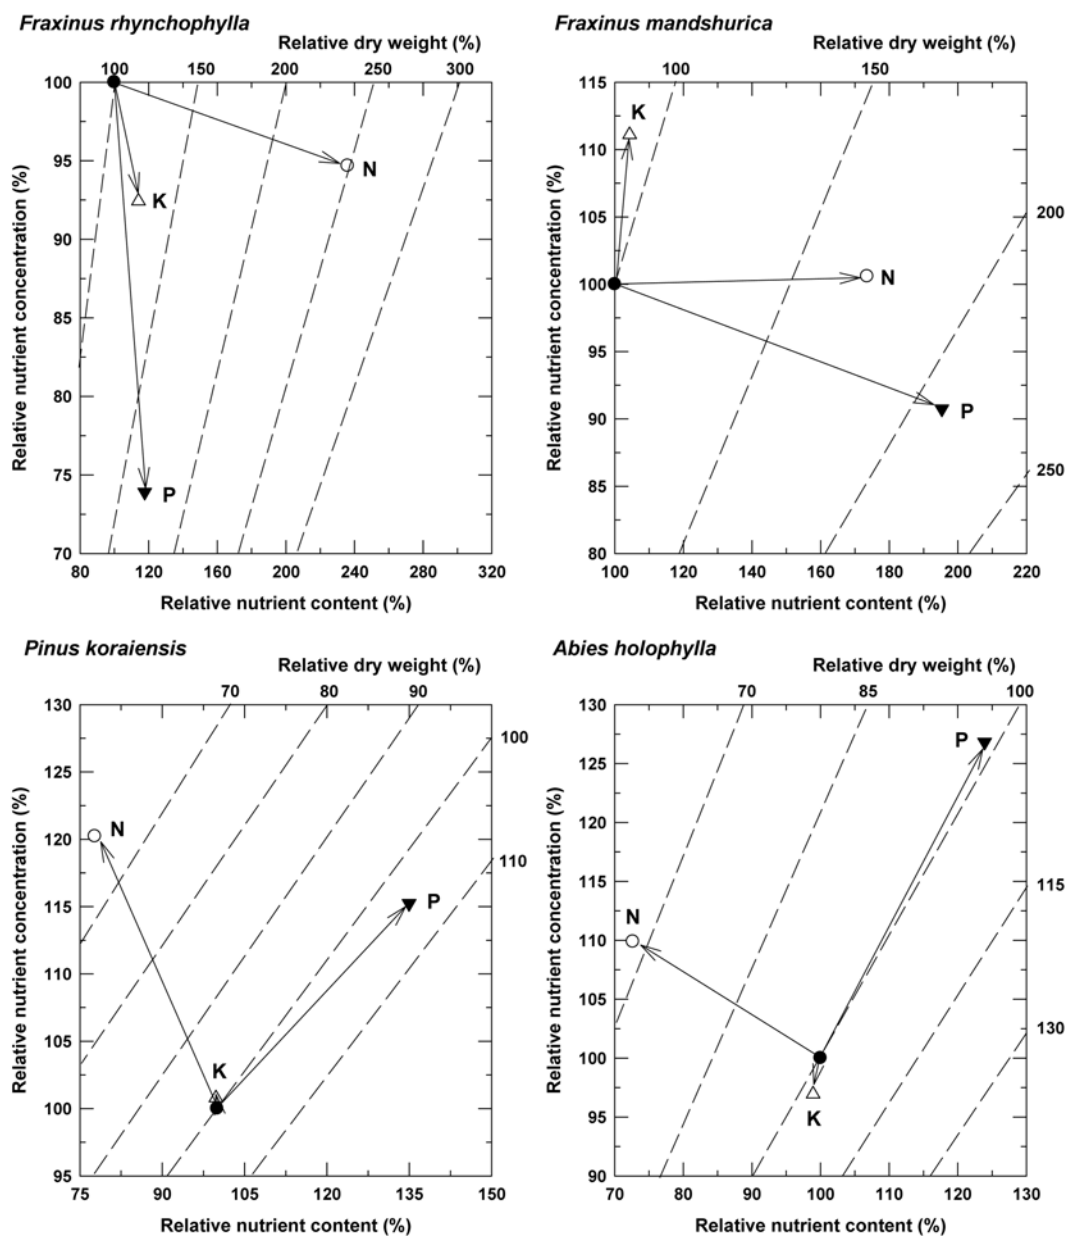 Fraxinus rhynchophylla
Relative dry weight (%)
100 150 200 250 300
100
95
90
85
80
75
70
Relative nutrient concentration (%)
N
K
P
80 120 160 200 240 280 320
Relative nutrient content (%)
Fraxinus mandshurica
Relative dry weight (%)
100 150
200
250
115
110
105
100
95
90
85
80
Relative nutrient concentration (%)
K
N
P
100 120 140 160 180 200 220
Relative nutrient content (%)
Pinus koraiensis
Relative dry weight (%)
70 80 90
100
110
130
125
120
115
110
105
100
95
Relative nutrient concentration (%)
N
P
K
75 90 105 120 135 150
Relative nutrient content (%)
Abies holophylla
Relative dry weight (%)
70 85 100
115
130
130
125
120
115
110
105
100
95
90
Relative nutrient concentration (%)
P
N
K
70 80 90 100 110 120 130
Relative nutrient content (%)